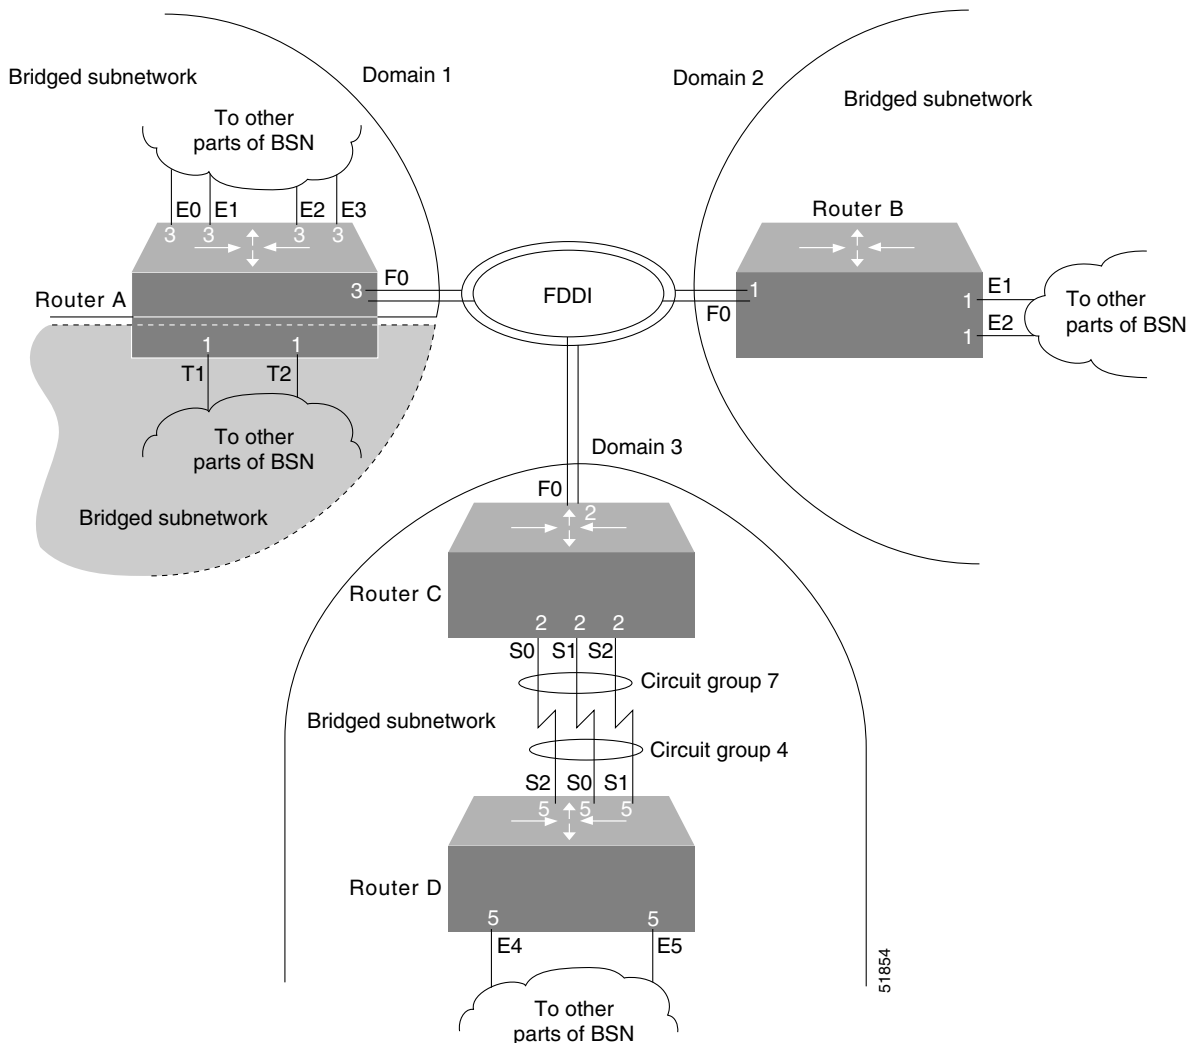 Bridged subnetwork
Domain 1
To other
parts of BSN
E0 E1 E2 E3
3 3 3 3
Router A
3
F0
1 1
T1 T2
To other
parts of BSN
Bridged subnetwork
FDDI
Domain 2
Bridged subnetwork
Router B
1
F0
1
E1
1
E2
To other
parts of BSN
Domain 3
F0
2
Router C
2 2 2
S0 S1 S2
Circuit group 7
Bridged subnetwork
Circuit group 4
S2 S0 S1
5 5 5
Router D
5 5
E4 E5
To other
parts of BSN
51854